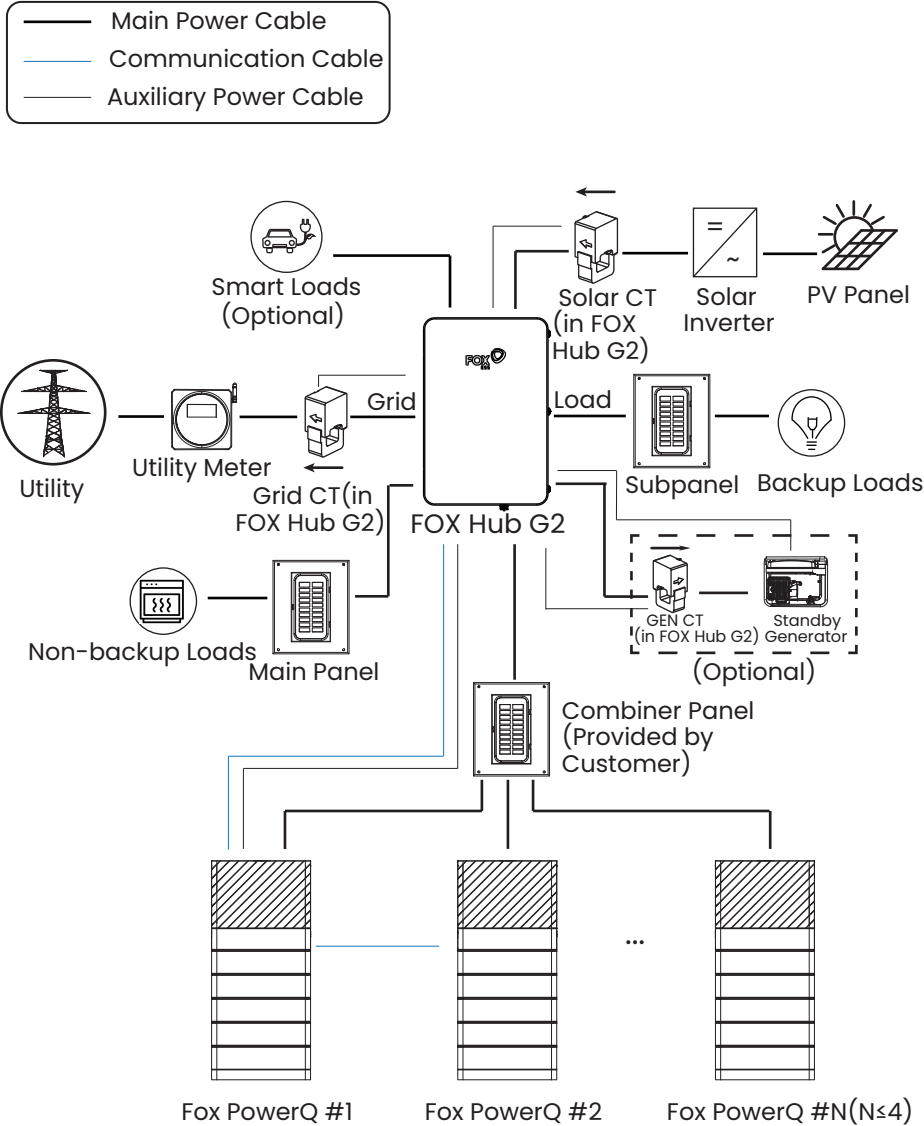 Main Power Cable
Communication Cable
Auxiliary Power Cable
Smart Loads
(Optional)
Solar CT
(in FOX
Hub G2)
Solar
Inverter
PV Panel
FOX
ESS
Grid
Load
Utility
Utility Meter
Grid CT(in
FOX Hub G2)
FOX Hub G2
Subpanel
Backup Loads
Non-backup Loads
Main Panel
GEN CT
(in FOX Hub G2)
Standby
Generator
(Optional)
Combiner Panel
(Provided by
Customer)
...
Fox PowerQ #1
Fox PowerQ #2
Fox PowerQ #N(N≤4)